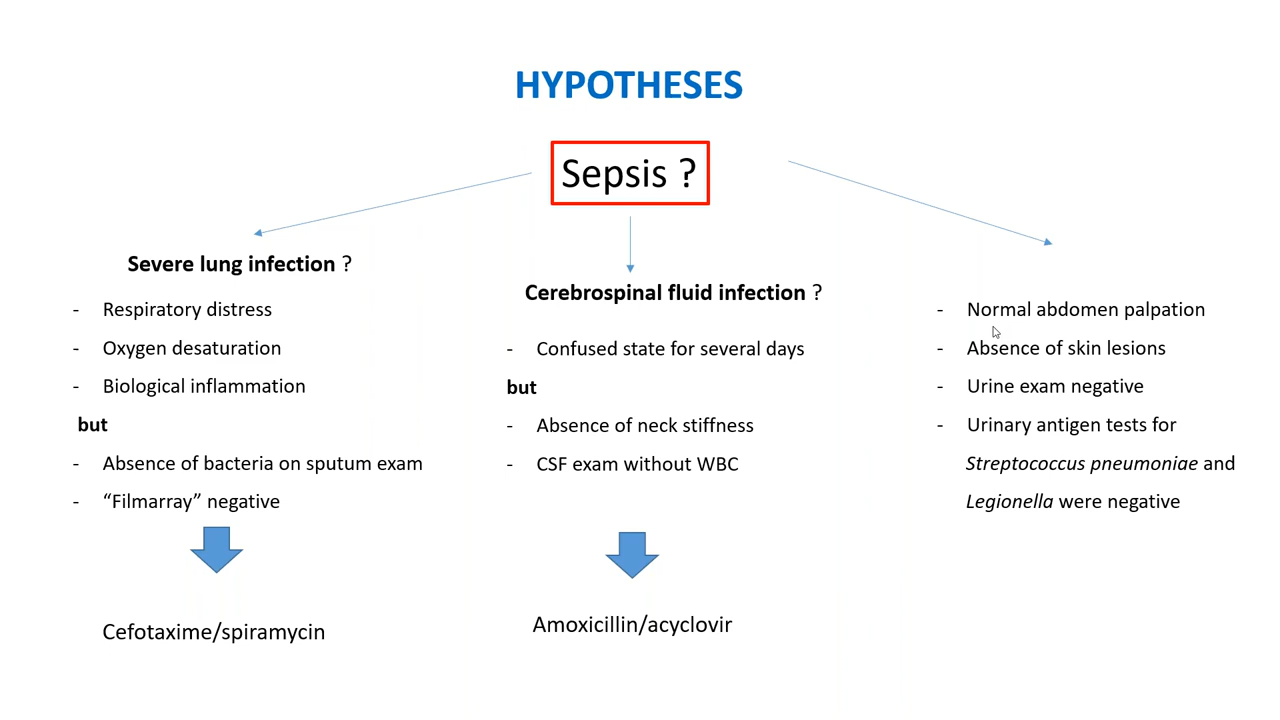 HYPOTHESES
Sepsis ?
Severe lung infection ?
- Respiratory distress
- Oxygen desaturation
- Biological inflammation
but
- Absence of bacteria on sputum exam
- “Filmarray” negative
Cefotaxime/spiramycin
Cerebrospinal fluid infection ?
- Confused state for several days
but
- Absence of neck stiffness
- CSF exam without WBC
Amoxicillin/acyclovir
- Normal abdomen palpation
- Absence of skin lesions
- Urine exam negative
- Urinary antigen tests for
Streptococcus pneumoniae and
Legionella were negative